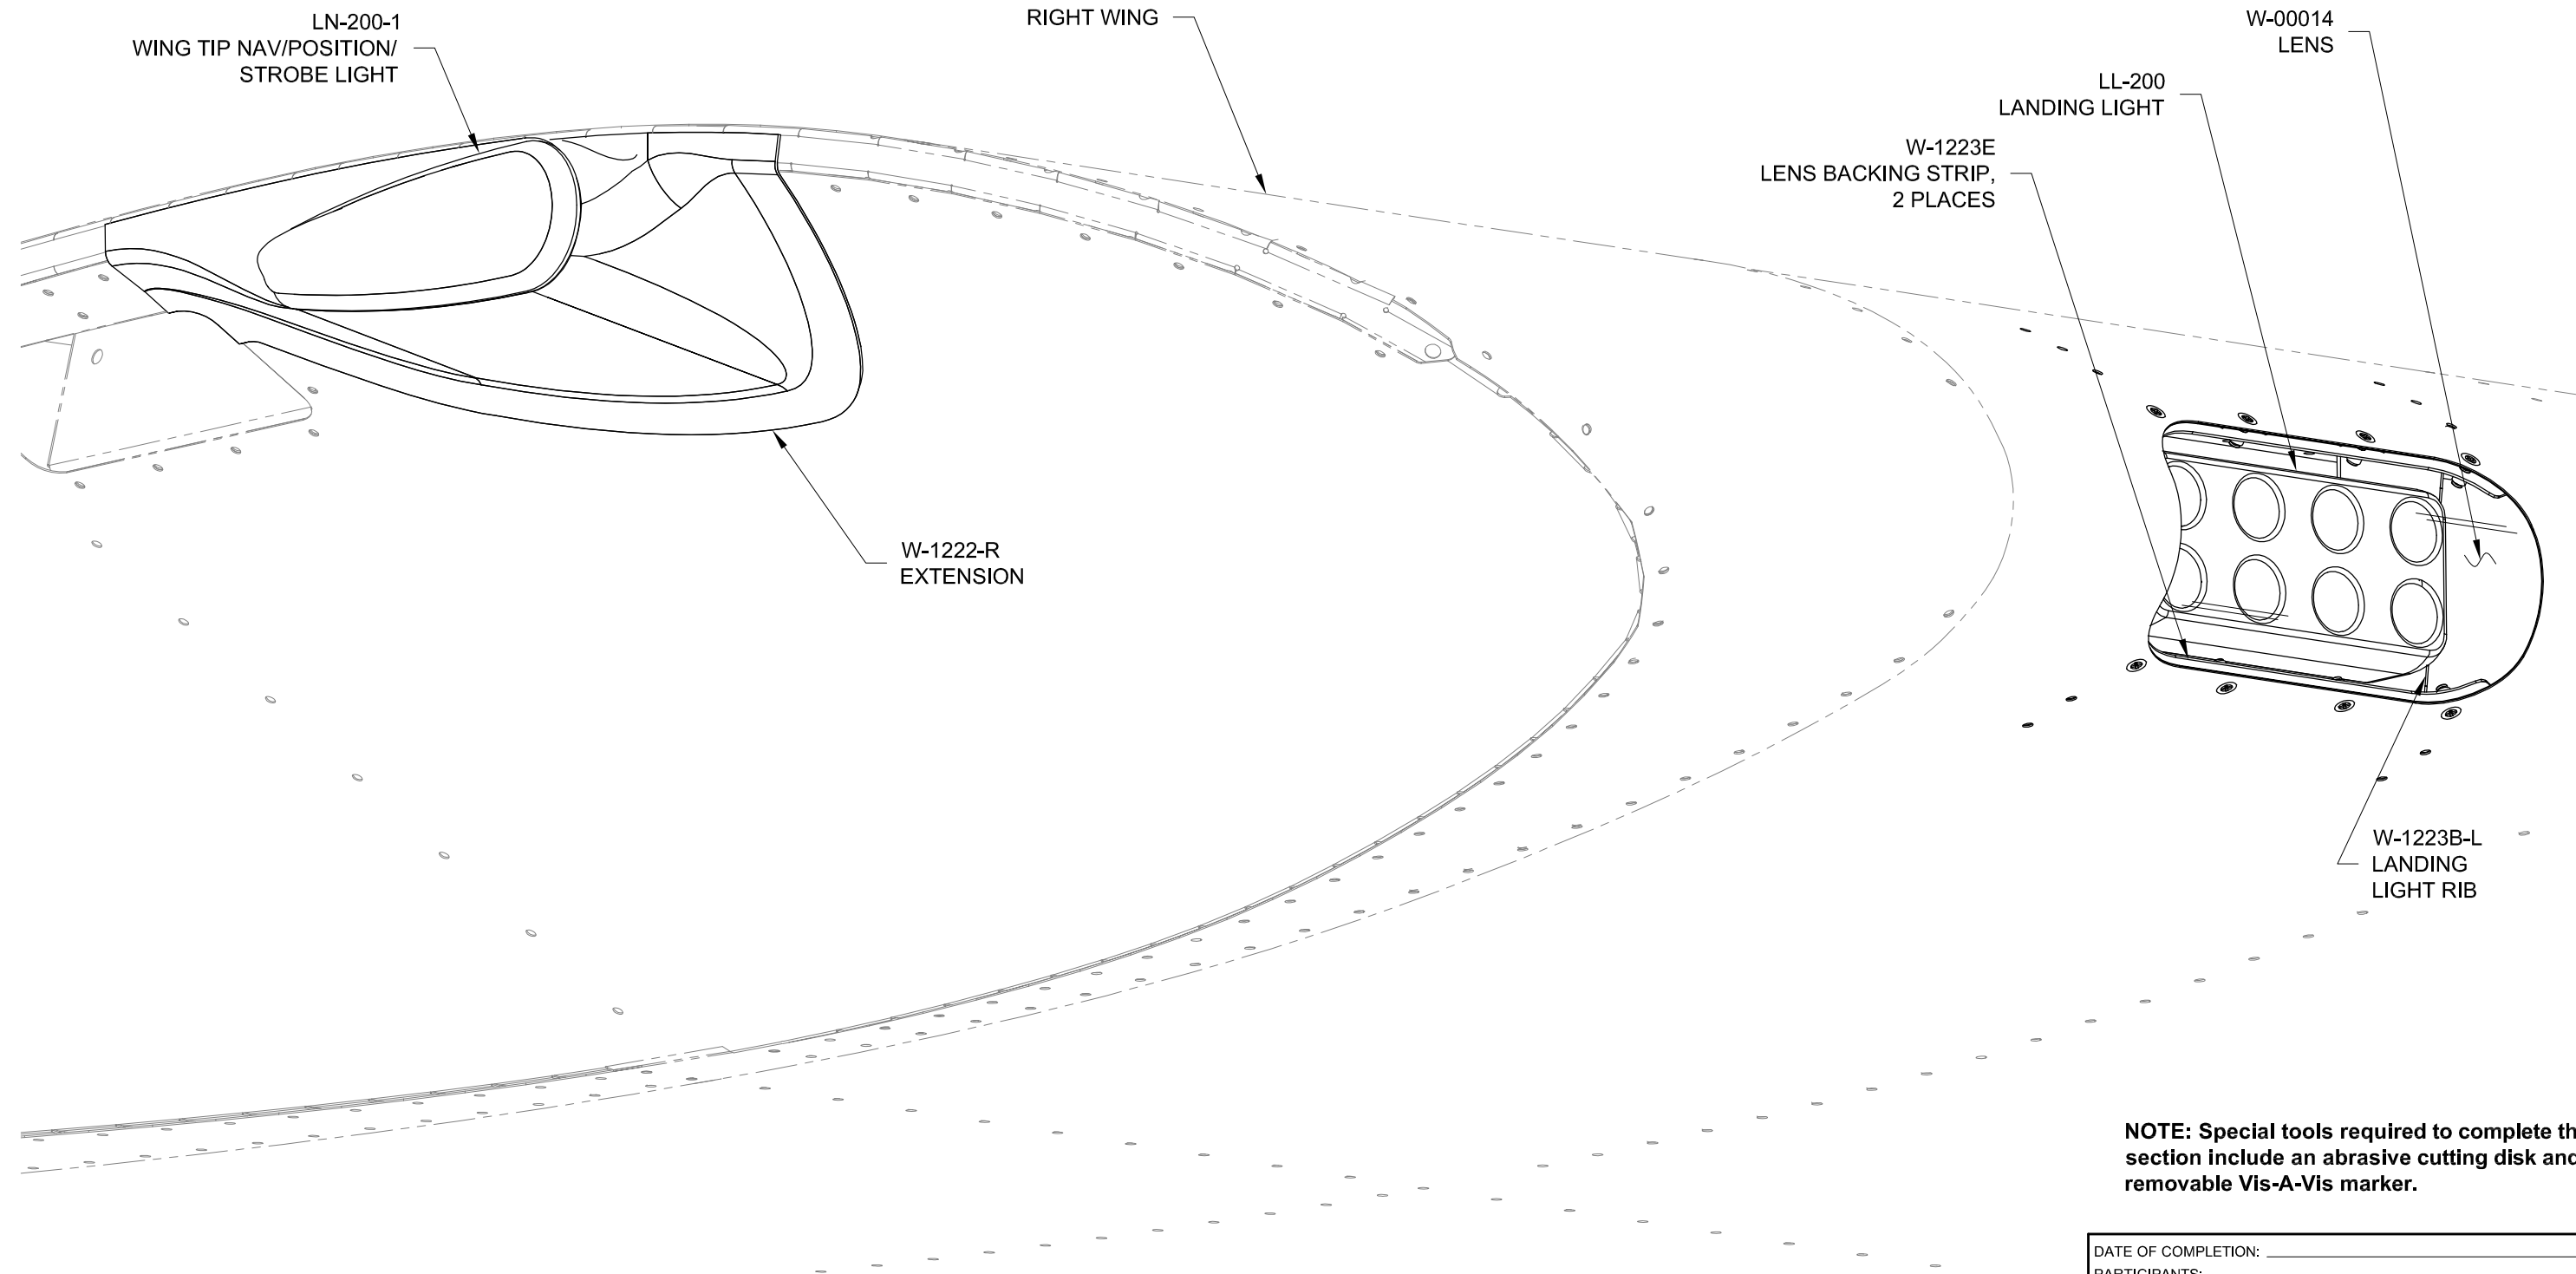 LN-200-1
WING TIP NAV/POSITION/
STROBE LIGHT
RIGHT WING
W-00014
LENS
LL-200
LANDING LIGHT
W-1223E
LENS BACKING STRIP,
2 PLACES
W-1222-R
EXTENSION
W-1223B-L
LANDING
LIGHT RIB
NOTE: Special tools required to complete
section include an abrasive cutting disk
removable Vis-A-Vis marker.
DATE OF COMPLETION:
PARTICIPANTS: